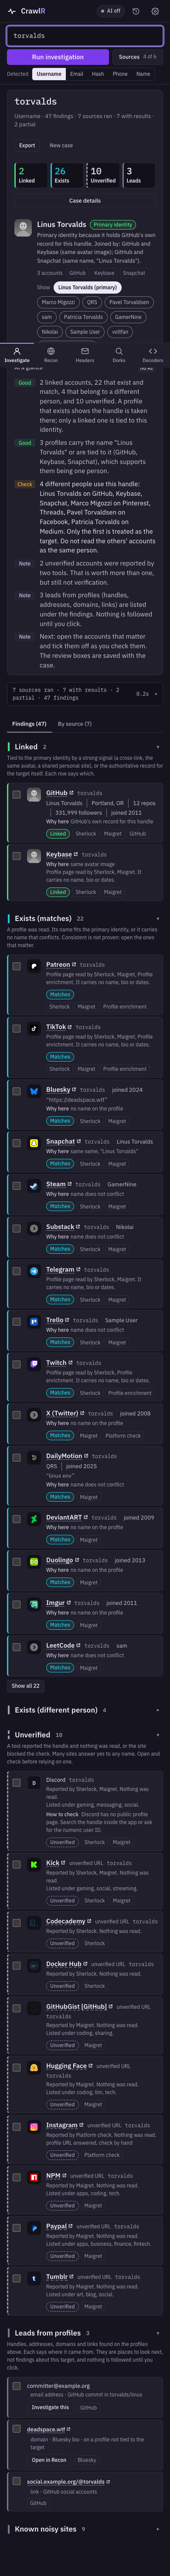 CrawlR
AI off
torvalds
Run investigation
Sources 4 of 6
Detected Username Email Hash Phone Name
torvalds
Username · 47 findings · 7 sources ran · 7 with results · 2 partial
Export New case
2 Linked
26 Exists
10 Unverified
3 Leads
Case details
Linus Torvalds Primary identity
Primary identity because it holds GitHub's own record for this handle. Joined by: GitHub and Keybase (same avatar image); GitHub and Snapchat (same name, "Linus Torvalds").
3 accounts GitHub Keybase Snapchat
Show Linus Torvalds (primary)
Marco Migozzi QRS Pavel Torvaldsen
sam Patricia Torvalds GamerNine
Nikolai Sample User voltfan
Investigate Recon Headers Dorks Decoders
Good 2 linked accounts, 22 that exist and match, 4 that belong to a different person, and 10 unverified. A profile that exists shows the handle is taken there; only a linked one is tied to this identity.
Good 3 profiles carry the name "Linus Torvalds" or are tied to it (GitHub, Keybase, Snapchat), which supports them being one person.
Check 4 different people use this handle: Linus Torvalds on GitHub, Keybase, Snapchat, Marco Migozzi on Pinterest, Threads, Pavel Torvaldsen on Facebook, Patricia Torvalds on Medium. Only the first is treated as the target. Do not read the others' accounts as the same person.
Note 2 unverified accounts were reported by two tools. That is worth more than one, but still not verification.
Note 3 leads from profiles (handles, addresses, domains, links) are listed under the findings. Nothing is followed until you click.
Note Next: open the accounts that matter and mark the ones that check out. The review boxes are saved with the case.
7 sources ran · 7 with results · 2 partial · 47 findings
0.2s
Findings (47) By source (7)
Linked 2
Tied to the primary identity by a strong signal (a cross-link, the same avatar, a shared personal site), or the authoritative record for the target itself. Each row says which.
GitHub torvalds
Linus Torvalds | Portland, OR | 12 repos | 331,999 followers | joined 2011
Why here GitHub's own record for this handle
Linked Sherlock Maigret GitHub
Keybase torvalds
Why here same avatar image
Profile page read by Sherlock, Maigret. It carries no name, bio or dates.
Linked Sherlock Maigret
Exists (matches) 22
A profile was read. Its name fits the primary identity, or it carries no name that conflicts. Consistent is not proven: open the ones that matter.
Patreon torvalds
Profile page read by Sherlock, Maigret, Profile enrichment. It carries no name, bio or dates.
Matches
Sherlock Maigret Profile enrichment
TikTok torvalds
Profile page read by Sherlock, Maigret, Profile enrichment. It carries no name, bio or dates.
Matches
Sherlock Maigret Profile enrichment
Bluesky torvalds joined 2024
"https://deadspace.wtf"
Why here no name on the profile
Matches Sherlock Maigret
Snapchat torvalds Linus Torvalds
Why here same name, "Linus Torvalds"
Matches Sherlock Maigret
Steam torvalds GamerNine
Why here name does not conflict
Matches Sherlock Maigret
Substack torvalds Nikolai
Why here name does not conflict
Matches Sherlock Maigret
Telegram torvalds
Profile page read by Sherlock, Maigret. It carries no name, bio or dates.
Matches Sherlock Maigret
Trello torvalds Sample User
Why here name does not conflict
Matches Sherlock Maigret
Twitch torvalds
Profile page read by Sherlock, Profile enrichment. It carries no name, bio or dates.
Matches Sherlock Profile enrichment
X (Twitter) torvalds joined 2008
Why here no name on the profile
Matches Maigret Platform check
DailyMotion torvalds
QRS | joined 2025
"linux env"
Why here name does not conflict
Matches Maigret
DeviantART torvalds joined 2009
Why here no name on the profile
Matches Maigret
Duolingo torvalds joined 2013
Why here no name on the profile
Matches Maigret
Imgur torvalds joined 2011
Why here no name on the profile
Matches Maigret
LeetCode torvalds sam
Why here name does not conflict
Matches Maigret
Show all 22
Exists (different person) 4
Unverified 10
A tool reported the handle and nothing was read, or the site blocked the check. Many sites answer yes to any name. Open and check before relying on one.
Discord torvalds
Reported by Sherlock, Maigret. Nothing was read.
Listed under gaming, messaging, social.
How to check Discord has no public profile page. Search the handle inside the app or ask for the numeric user ID.
Unverified Sherlock Maigret
Kick unverified URL torvalds
Reported by Sherlock, Maigret. Nothing was read.
Listed under gaming, social, streaming.
Unverified Sherlock Maigret
Codecademy unverified URL torvalds
Reported by Sherlock. Nothing was read.
Unverified Sherlock
Docker Hub unverified URL torvalds
Reported by Sherlock. Nothing was read.
Unverified Sherlock
GitHubGist [GitHub] unverified URL torvalds
Reported by Maigret. Nothing was read.
Listed under coding, sharing.
Unverified Maigret
Hugging Face unverified URL torvalds
Reported by Maigret. Nothing was read.
Listed under coding, llm, tech.
Unverified Maigret
Instagram unverified URL torvalds
Reported by Platform check. Nothing was read. profile URL answered, check by hand
Unverified Platform check
NPM unverified URL torvalds
Reported by Maigret. Nothing was read.
Listed under apps, coding, tech.
Unverified Maigret
Paypal unverified URL torvalds
Reported by Maigret. Nothing was read.
Listed under apps, business, finance, fintech.
Unverified Maigret
Tumblr unverified URL torvalds
Reported by Maigret. Nothing was read.
Listed under art, blog, social.
Unverified Maigret
Leads from profiles 3
Handles, addresses, domains and links found on the profiles above. Each says where it came from. They are places to look next, not findings about this target, and nothing is followed until you click.
committer@example.org
email address · GitHub commit in torvalds/linux
Investigate this GitHub
deadspace.wtf
domain · Bluesky bio · on a profile not tied to the target
Open in Recon Bluesky
social.example.org/@torvalds
link · GitHub social accounts
GitHub
Known noisy sites 9